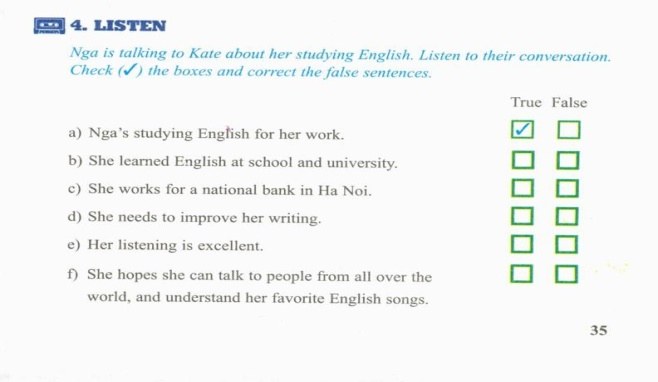 4. LISTEN
Nga is talking to Kate about her studying English. Listen to their conversation.
Check (✓) the boxes and correct the false sentences.
True False
a) Nga's studying English for her work.
b) She learned English at school and university.
c) She works for a national bank in Ha Noi.
d) She needs to improve her writing.
e) Her listening is excellent.
f) She hopes she can talk to people from all over the
world, and understand her favorite English songs.
35